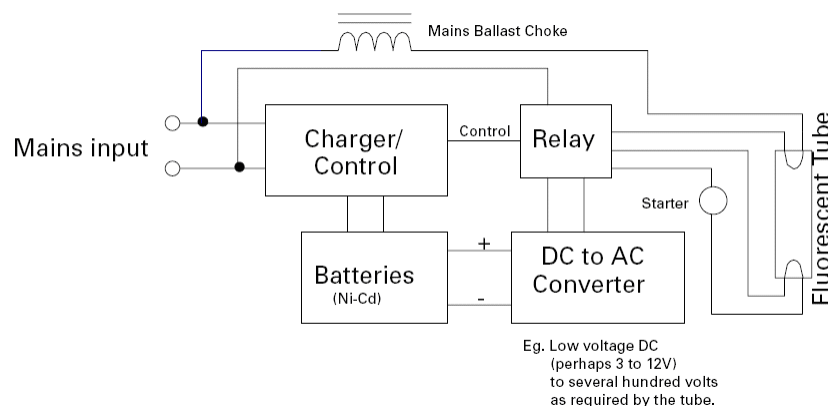 Mains Ballast Choke
Mains input
Charger/
Control
Control
Relay
Fluorescent Tube
Starter
Batteries
(Ni-Cd)
+
-
DC to AC
Converter
Eg. Low voltage DC
(perhaps 3 to 12V)
to several hundred volts
as required by the tube.